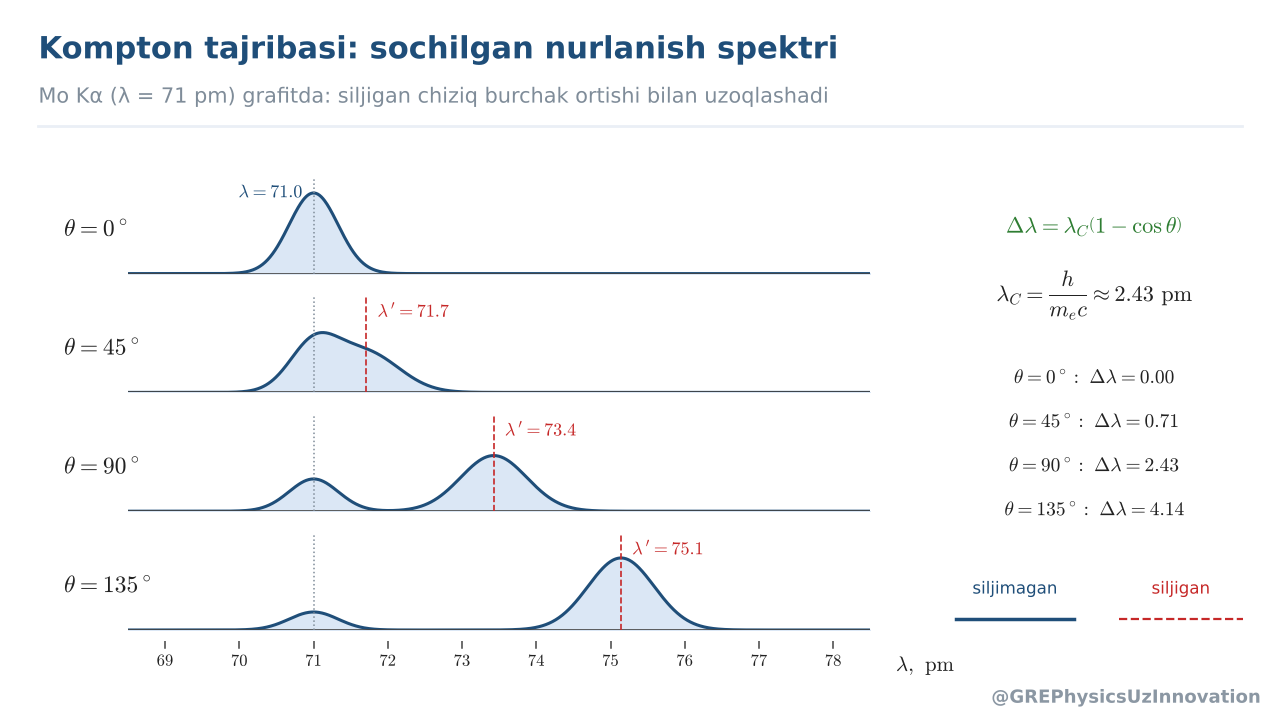 Kompton tajribasi: sochilgan nurlanish spektri
Mo Kα (λ = 71 pm) grafitda: siljigan chiziq burchak ortishi bilan uzoqlashadi
λ = 71.0
θ = 0°
λ′ = 71.7
θ = 45°
λ′ = 73.4
θ = 90°
λ′ = 75.1
θ = 135°
69 70 71 72 73 74 75 76 77 78
λ, pm
Δλ = λ_C(1 − cos θ)
λ_C = h/(m_e c) ≈ 2.43 pm
θ = 0° : Δλ = 0.00
θ = 45° : Δλ = 0.71
θ = 90° : Δλ = 2.43
θ = 135° : Δλ = 4.14
siljimagan siljigan
@GREPhysicsUzInnovation